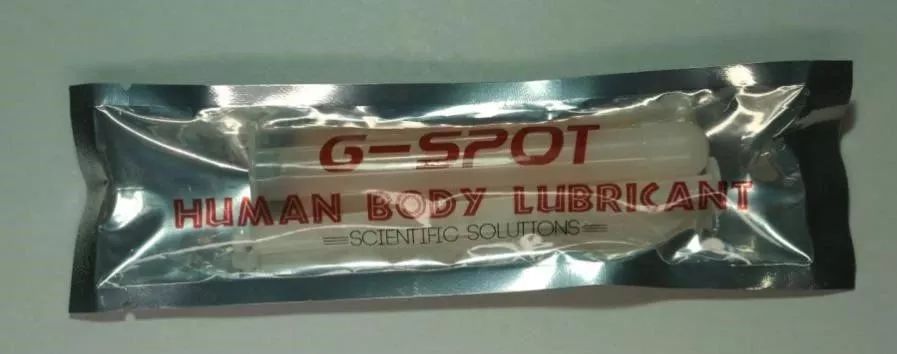 G-SPOT
HUMAN BODY LUBRICANT
SCIENTIFIC SOLUTIONS